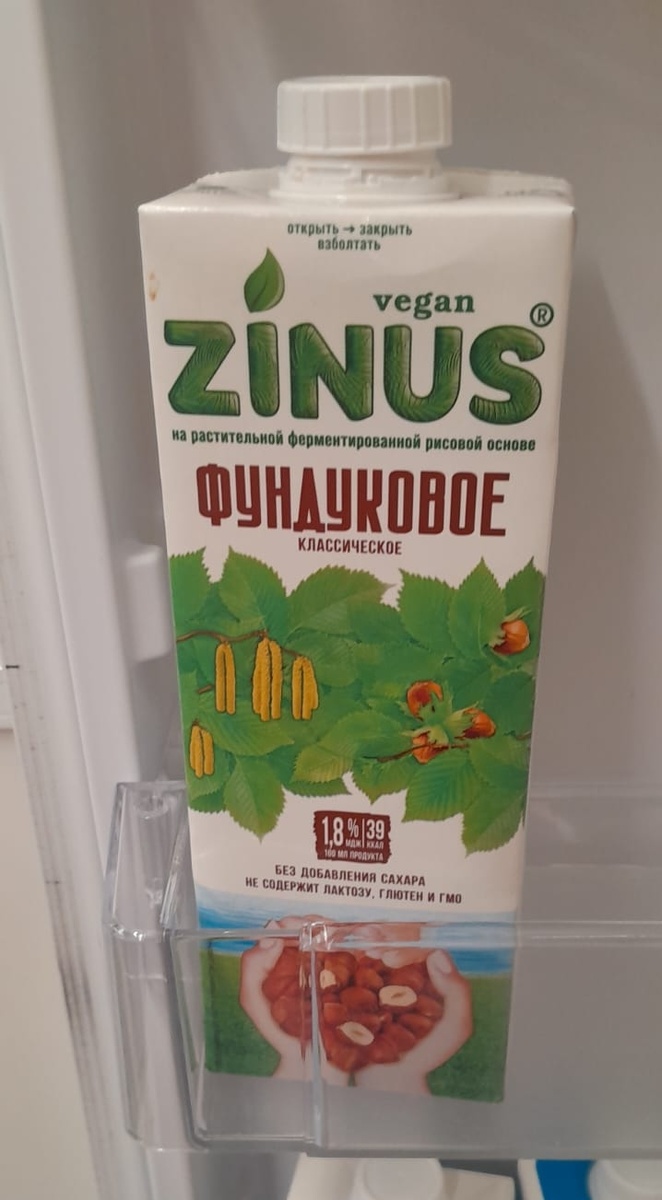 открыть → закрыть
взболтать
vegan
ZINUS®
на растительной ферментированной рисовой основе
ФУНДУКОВОЕ
КЛАССИЧЕСКОЕ
1,8 % МДЖ 39 ККАЛ
100 МЛ ПРОДУКТА
БЕЗ ДОБАВЛЕНИЯ САХАРА
НЕ СОДЕРЖИТ ЛАКТОЗУ, ГЛЮТЕН И ГМО